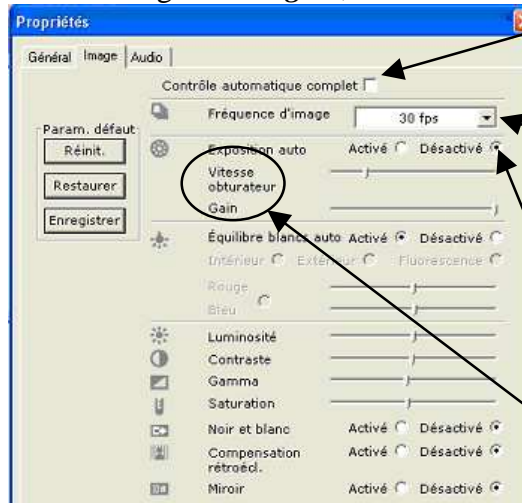 Propriétés
Général Image Audio
Contrôle automatique complet
Fréquence d'image 30 fps
Param. défaut
Réinit.
Restaurer
Enregistrer
Exposition auto Activé Désactivé
Vitesse
obturateur
Gain
Équilibre blancs auto Activé Désactivé
Intérieur Extérieur Fluorescence
Rouge
Bleu
Luminosité
Contraste
Gamma
Saturation
Noir et blanc Activé Désactivé
Compensation Activé Désactivé
rétroécl.
Miroir Activé Désactivé